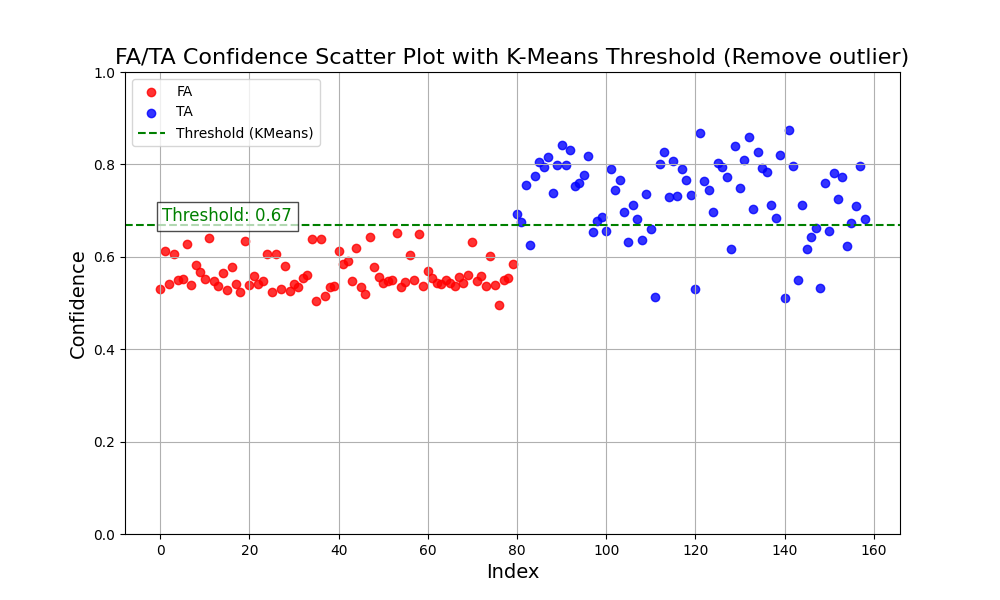 FA/TA Confidence Scatter Plot with K-Means Threshold (Remove outlier)
1.0
FA
TA
Threshold (KMeans)
0.8
Threshold: 0.67
0.6
Confidence
0.4
0.2
0.0
0 20 40 60 80 100 120 140 160
Index